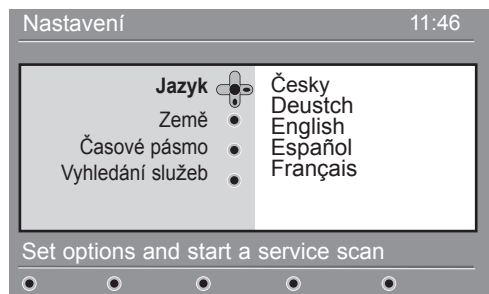 Nastavení 11:46
Jazyk
Země
Časové pásmo
Vyhledání služeb
Česky
Deustch
English
Español
Français
Set options and start a service scan